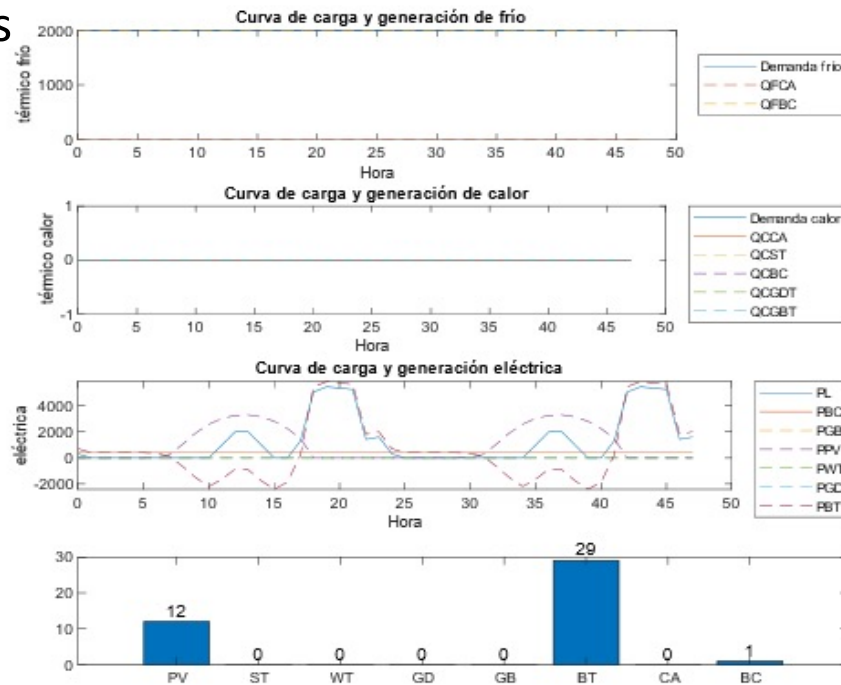 s
Curva de carga y generación de frío
térmico frío
2000
1000
0
0 5 10 15 20 25 30 35 40 45 50
Hora
Demanda frío
QFCA
QFBC
Curva de carga y generación de calor
térmico calor
1
0
-1
0 5 10 15 20 25 30 35 40 45 50
Hora
Demanda calor
QCCA
QCST
QCBC
QCGDT
QCGBT
Curva de carga y generación eléctrica
eléctrica
4000
2000
0
-2000
0 5 10 15 20 25 30 35 40 45 50
Hora
PL
PBC
PGB
PPV
PWT
PGD
PBT
30
20
10
0
12 0 0 0 0 29 0 1
PV ST WT GD GB BT CA BC